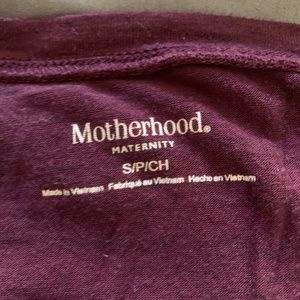 Motherhood®
MATERNITY
S/P/CH
Made in Vietnam Fabriqué au Vietnam Hecho en Vietnam